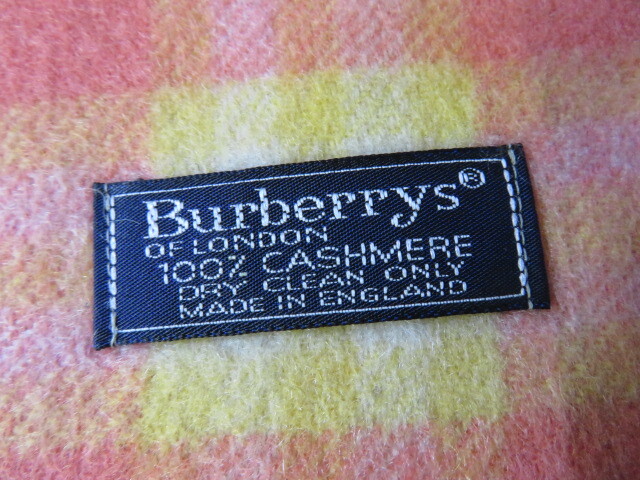 Burberrys®
OF LONDON
100% CASHMERE
DRY CLEAN ONLY
MADE IN ENGLAND